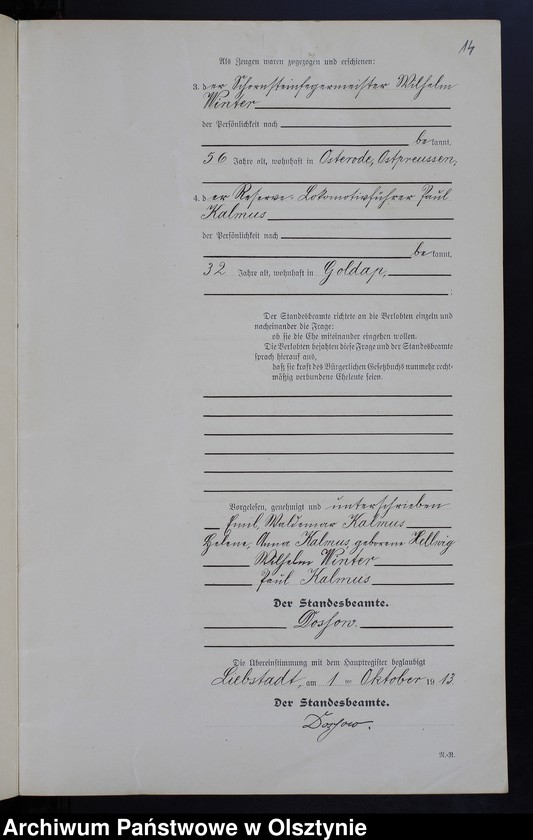 14
Als Zeugen waren zugezogen und erschienen:
3. der Schornsteinfegermeister Wilhelm
Winter
der Persönlichkeit nach
bekannt,
56 Jahre alt, wohnhaft in Osterode, Ostpreussen,
4. der Reserve-Lokomotivführer Paul
Kalmus
der Persönlichkeit nach
bekannt,
32 Jahre alt, wohnhaft in Goldap,
Der Standesbeamte richtete an die Verlobten einzeln und
nacheinander die Frage:
ob sie die Ehe miteinander eingehen wollen.
Die Verlobten bejahten diese Frage und der Standesbeamte
sprach hierauf aus,
daß sie kraft des Bürgerlichen Gesetzbuchs nunmehr recht-
mäßig verbundene Eheleute seien.
Vorgelesen, genehmigt und unterschrieben
Emil, Waldemar Kalmus
Helene, Anna Kalmus, geborene Hellwig
Wilhelm Winter
Paul Kalmus
Der Standesbeamte.
Dossow.
Die Übereinstimmung mit dem Hauptregister beglaubigt
Liebstadt, am 1ten Oktober 1913.
Der Standesbeamte.
Dossow.
R.-R.
Archiwum Państwowe w Olsztynie